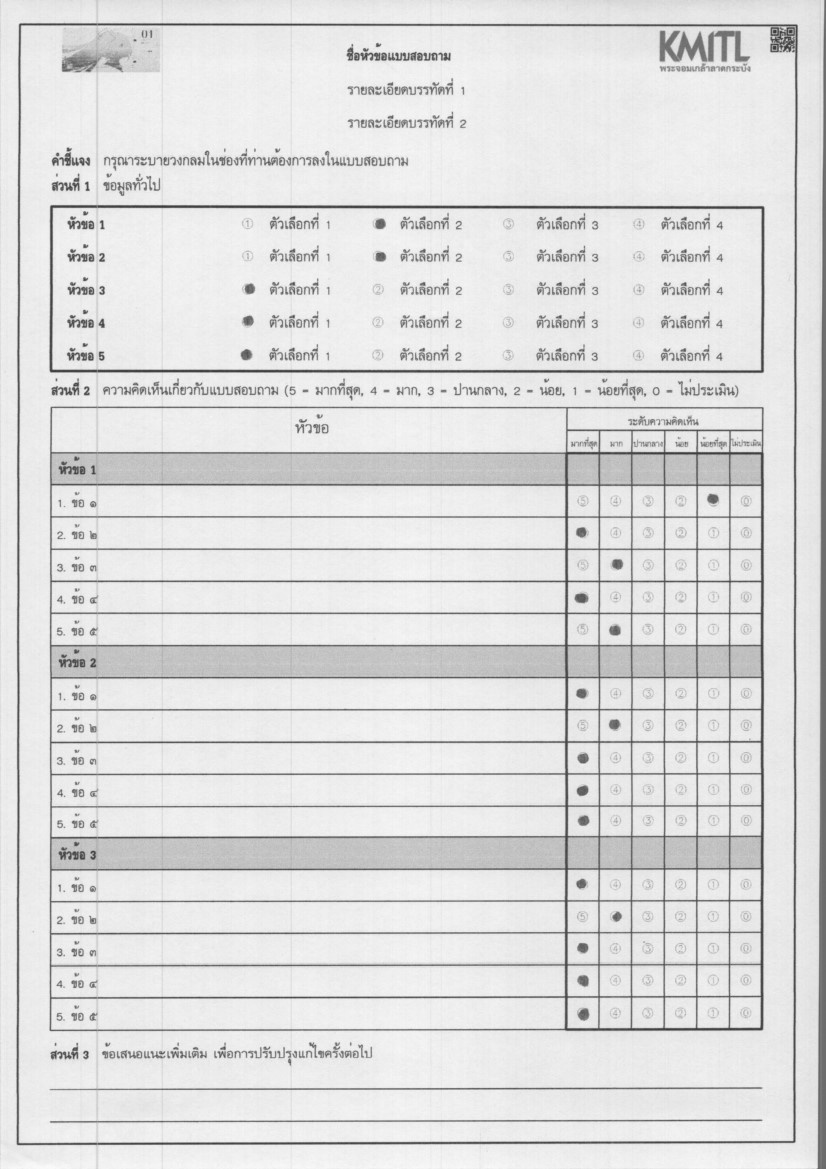 01
KMITL
พระจอมเกล้าลาดกระบัง
ชื่อหัวข้อแบบสอบถาม
รายละเอียดบรรทัดที่ 1
รายละเอียดบรรทัดที่ 2
คำชี้แจง กรุณาระบายวงกลมในช่องที่ท่านต้องการลงในแบบสอบถาม
ส่วนที่ 1 ข้อมูลทั่วไป
หัวข้อ 1 ① ตัวเลือกที่ 1 ตัวเลือกที่ 2 ③ ตัวเลือกที่ 3 ④ ตัวเลือกที่ 4
หัวข้อ 2 ① ตัวเลือกที่ 1 ตัวเลือกที่ 2 ③ ตัวเลือกที่ 3 ④ ตัวเลือกที่ 4
หัวข้อ 3 ตัวเลือกที่ 1 ② ตัวเลือกที่ 2 ③ ตัวเลือกที่ 3 ④ ตัวเลือกที่ 4
หัวข้อ 4 ตัวเลือกที่ 1 ② ตัวเลือกที่ 2 ③ ตัวเลือกที่ 3 ④ ตัวเลือกที่ 4
หัวข้อ 5 ตัวเลือกที่ 1 ② ตัวเลือกที่ 2 ③ ตัวเลือกที่ 3 ④ ตัวเลือกที่ 4
ส่วนที่ 2 ความคิดเห็นเกี่ยวกับแบบสอบถาม (5 = มากที่สุด, 4 = มาก, 3 = ปานกลาง, 2 = น้อย, 1 = น้อยที่สุด, 0 = ไม่ประเมิน)
หัวข้อ ระดับความคิดเห็น
มากที่สุด มาก ปานกลาง น้อย น้อยที่สุด ไม่ประเมิน
หัวข้อ 1
1. ข้อ ๑ ⑤ ④ ③ ② ⓪
2. ข้อ ๒ ④ ③ ② ① ⓪
3. ข้อ ๓ ⑤ ③ ② ① ⓪
4. ข้อ ๔ ④ ③ ② ① ⓪
5. ข้อ ๕ ⑤ ③ ② ① ⓪
หัวข้อ 2
1. ข้อ ๑ ④ ③ ② ① ⓪
2. ข้อ ๒ ⑤ ③ ② ① ⓪
3. ข้อ ๓ ④ ③ ② ① ⓪
4. ข้อ ๔ ④ ③ ② ① ⓪
5. ข้อ ๕ ④ ③ ② ① ⓪
หัวข้อ 3
1. ข้อ ๑ ④ ③ ② ① ⓪
2. ข้อ ๒ ⑤ ③ ② ① ⓪
3. ข้อ ๓ ④ ③ ② ① ⓪
4. ข้อ ๔ ④ ③ ② ① ⓪
5. ข้อ ๕ ④ ③ ② ① ⓪
ส่วนที่ 3 ข้อเสนอแนะเพิ่มเติม เพื่อการปรับปรุงแก้ไขครั้งต่อไป